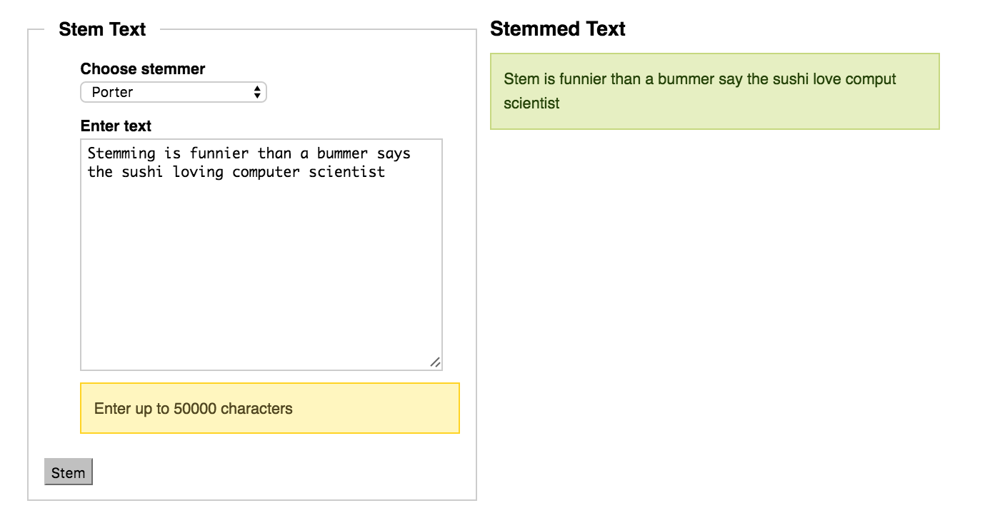 Stem Text
Choose stemmer
Porter
Enter text
Stemming is funnier than a bummer says
the sushi loving computer scientist
Enter up to 50000 characters
Stem
Stemmed Text
Stem is funnier than a bummer say the sushi love comput
scientist